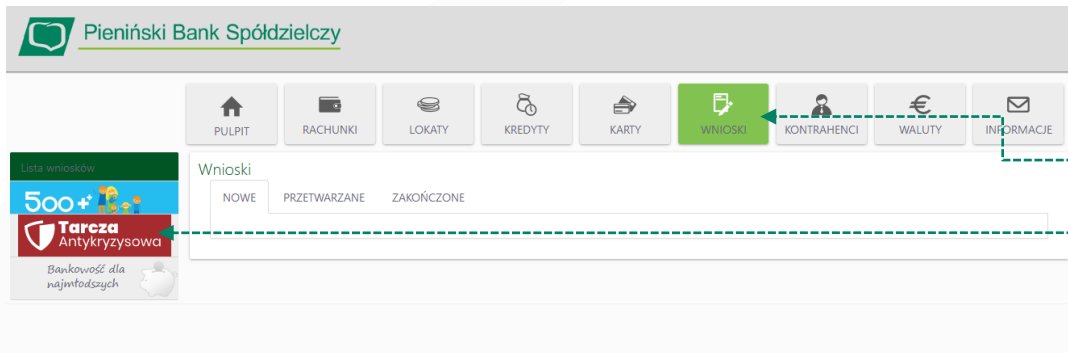 Pieniński Bank Spółdzielczy
PULPIT
RACHUNKI
LOKATY
KREDYTY
KARTY
WNIOSKI
KONTRAHENCI
WALUTY
INFORMACJE
Lista wniosków
500+
Tarcza
Antykryzysowa
Bankowość dla
najmłodszych
Wnioski
NOWE
PRZETWARZANE
ZAKOŃCZONE